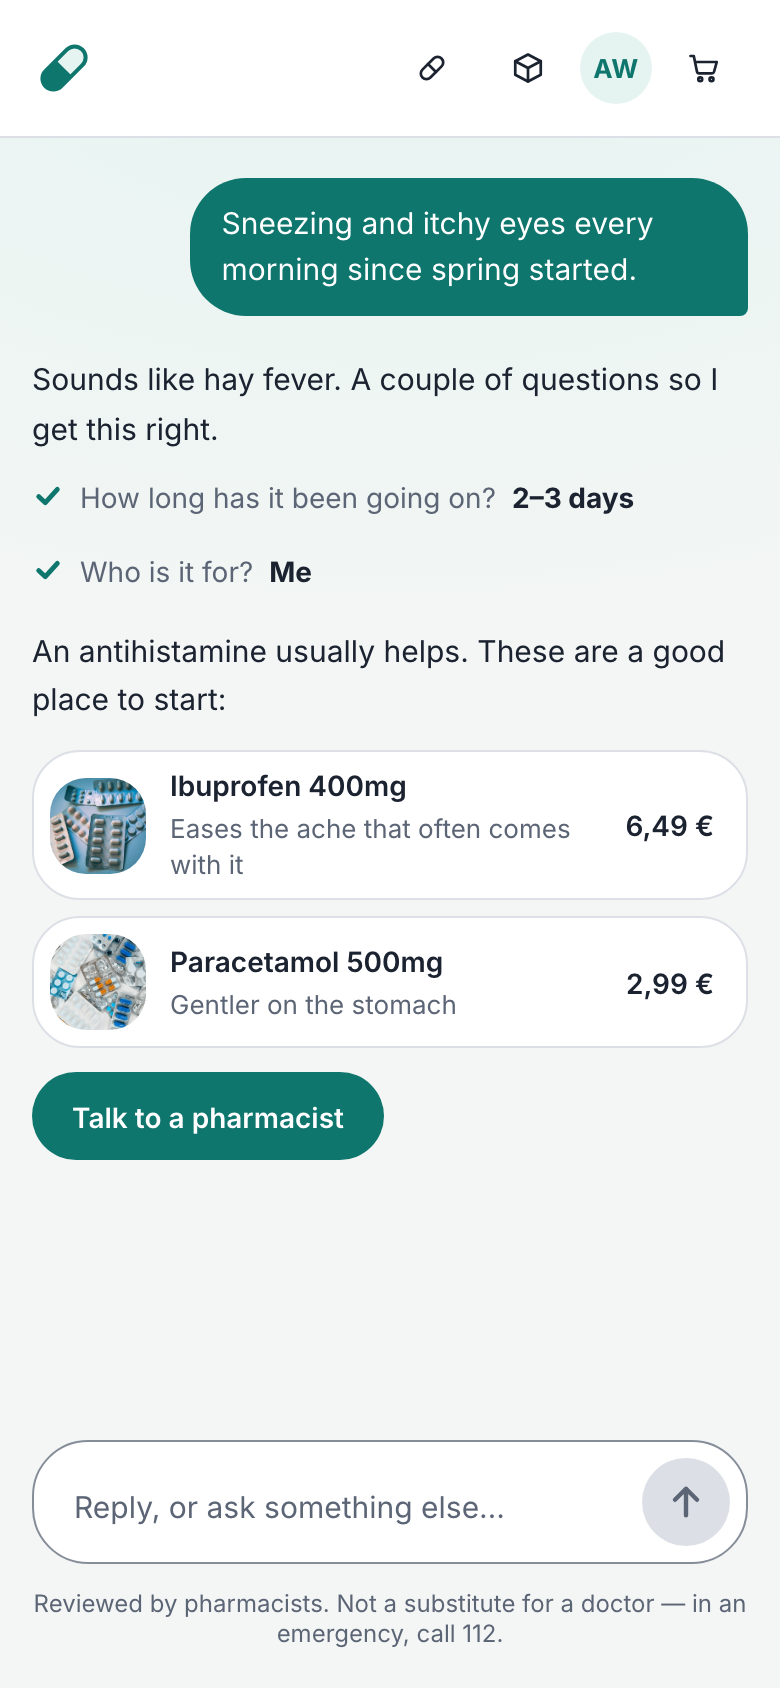 AW
Sneezing and itchy eyes every
morning since spring started.
Sounds like hay fever. A couple of questions so I
get this right.
How long has it been going on? 2–3 days
Who is it for? Me
An antihistamine usually helps. These are a good
place to start:
Ibuprofen 400mg
Eases the ache that often comes
with it
6,49 €
Paracetamol 500mg
Gentler on the stomach
2,99 €
Talk to a pharmacist
Reply, or ask something else...
Reviewed by pharmacists. Not a substitute for a doctor — in an
emergency, call 112.